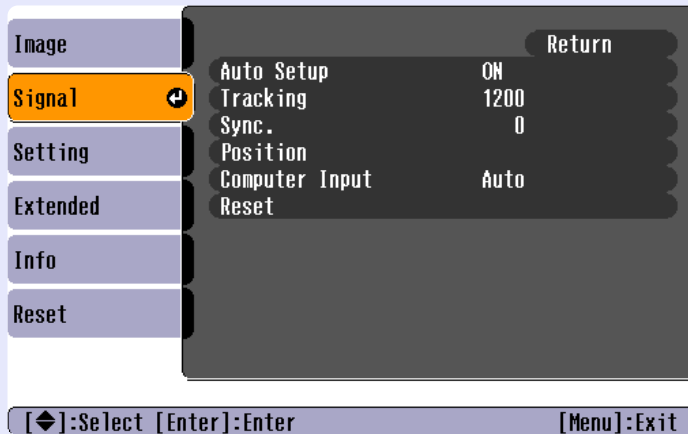 Image
Signal
Setting
Extended
Info
Reset
Return
Auto Setup ON
Tracking 1200
Sync. 0
Position
Computer Input Auto
Reset
[◆]:Select [Enter]:Enter [Menu]:Exit